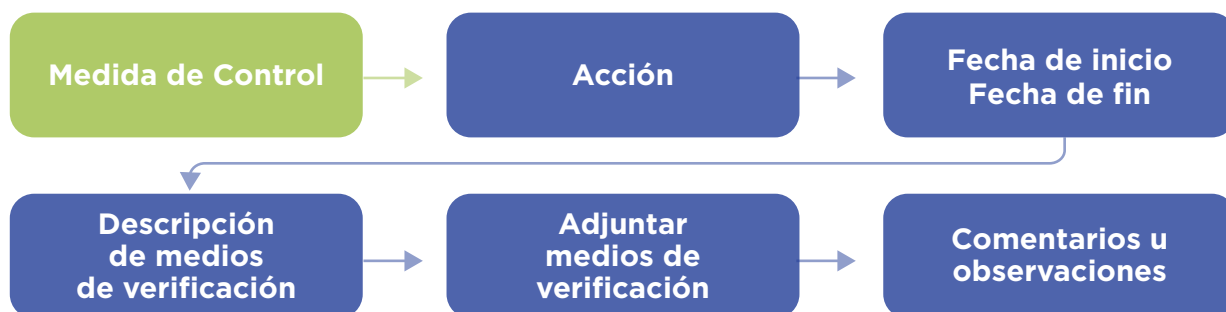 Medida de Control
Acción
Fecha de inicio
Fecha de fin
Descripción
de medios
de verificación
Adjuntar
medios de
verificación
Comentarios u
observaciones